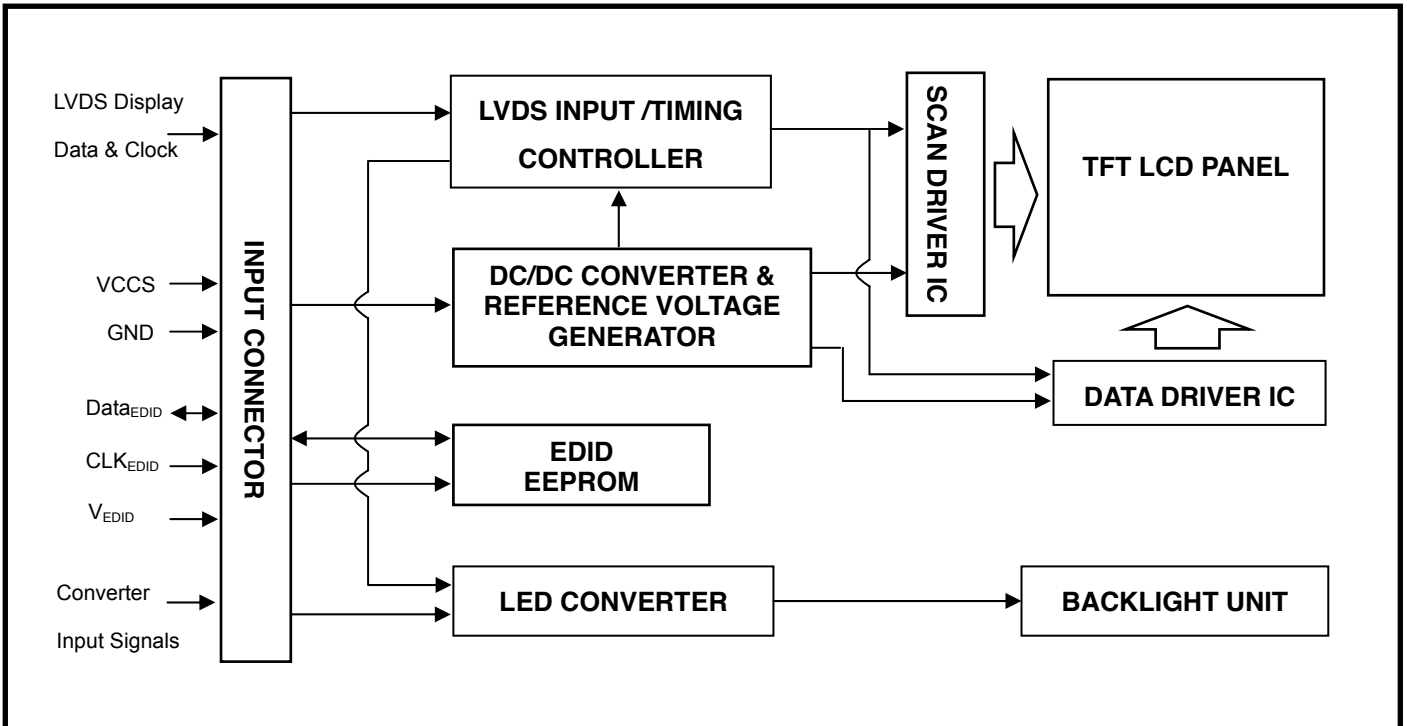 LVDS Display
Data & Clock
VCCS
GND
DataEDID
CLKEDID
VEDID
Converter
Input Signals
INPUT CONNECTOR
LVDS INPUT /TIMING
CONTROLLER
DC/DC CONVERTER &
REFERENCE VOLTAGE
GENERATOR
EDID
EEPROM
LED CONVERTER
SCAN DRIVER IC
TFT LCD PANEL
DATA DRIVER IC
BACKLIGHT UNIT